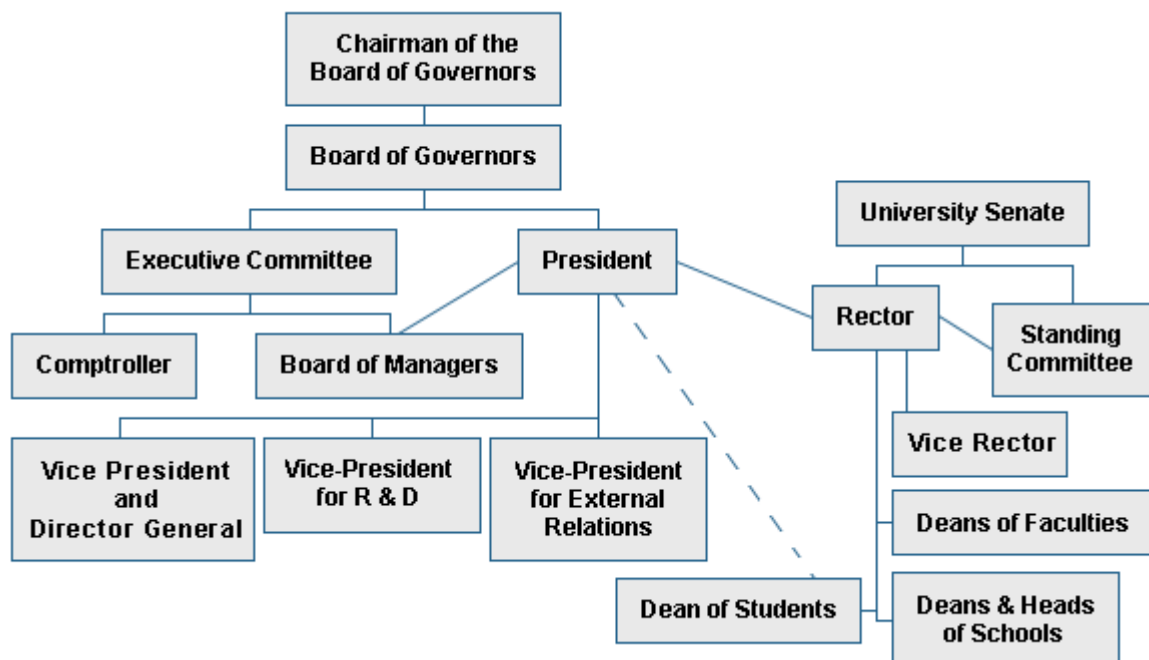 Chairman of the
Board of Governors
Board of Governors
University Senate
Executive Committee
President
Rector
Standing
Committee
Comptroller
Board of Managers
Vice Rector
Vice President
and
Director General
Vice-President
for R & D
Vice-President
for External
Relations
Deans of Faculties
Dean of Students
Deans & Heads
of Schools